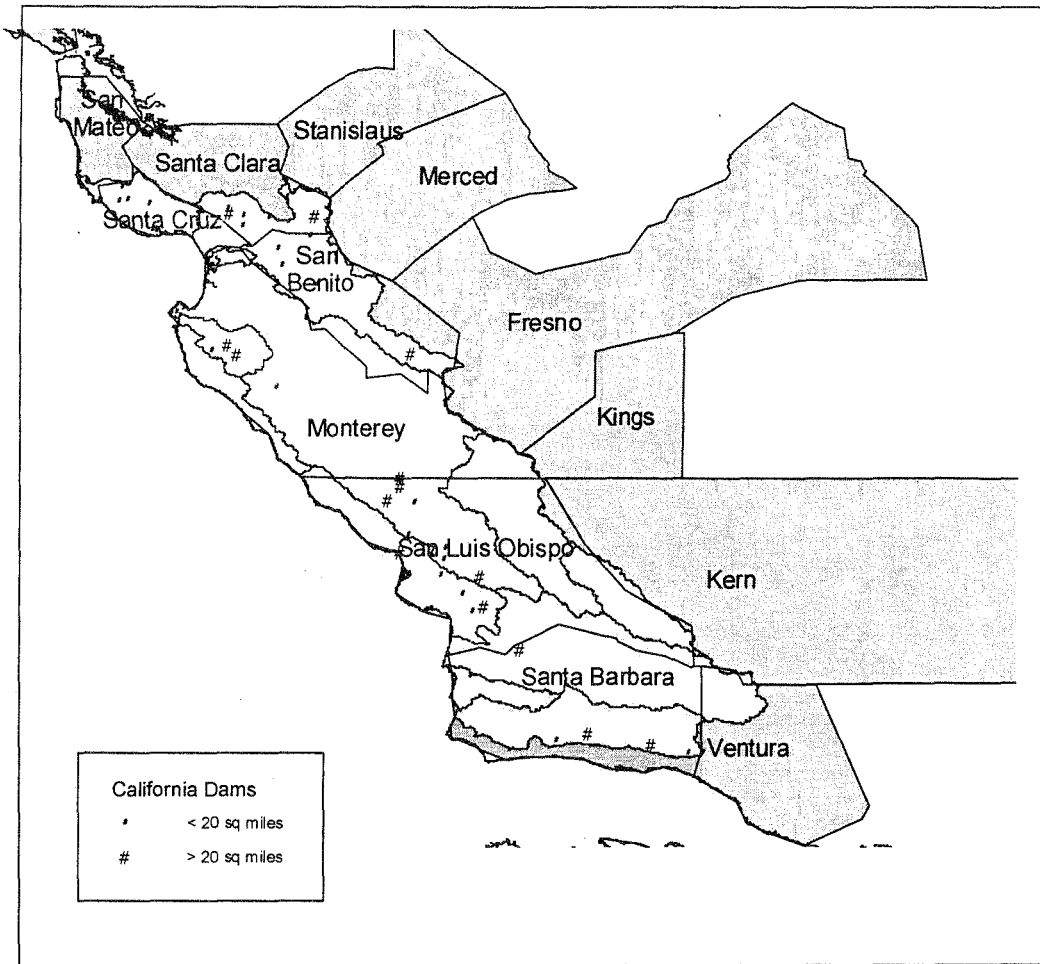 San
Mateo
Stanislaus
Santa Clara
Merced
Santa Cruz
San
Benito
Fresno
Kings
Monterey
San Luis Obispo
Kern
Santa Barbara
Ventura
California Dams
< 20 sq miles
# > 20 sq miles